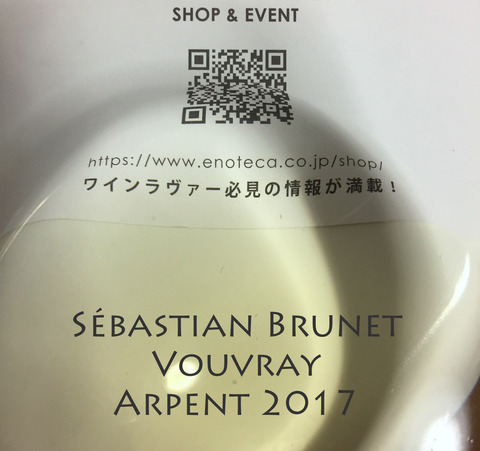 SHOP & EVENT
https://www.enoteca.co.jp/shop/
ワインラヴァー必見の情報が満載！
SÉBASTIAN BRUNET
VOUVRAY
ARPENT 2017